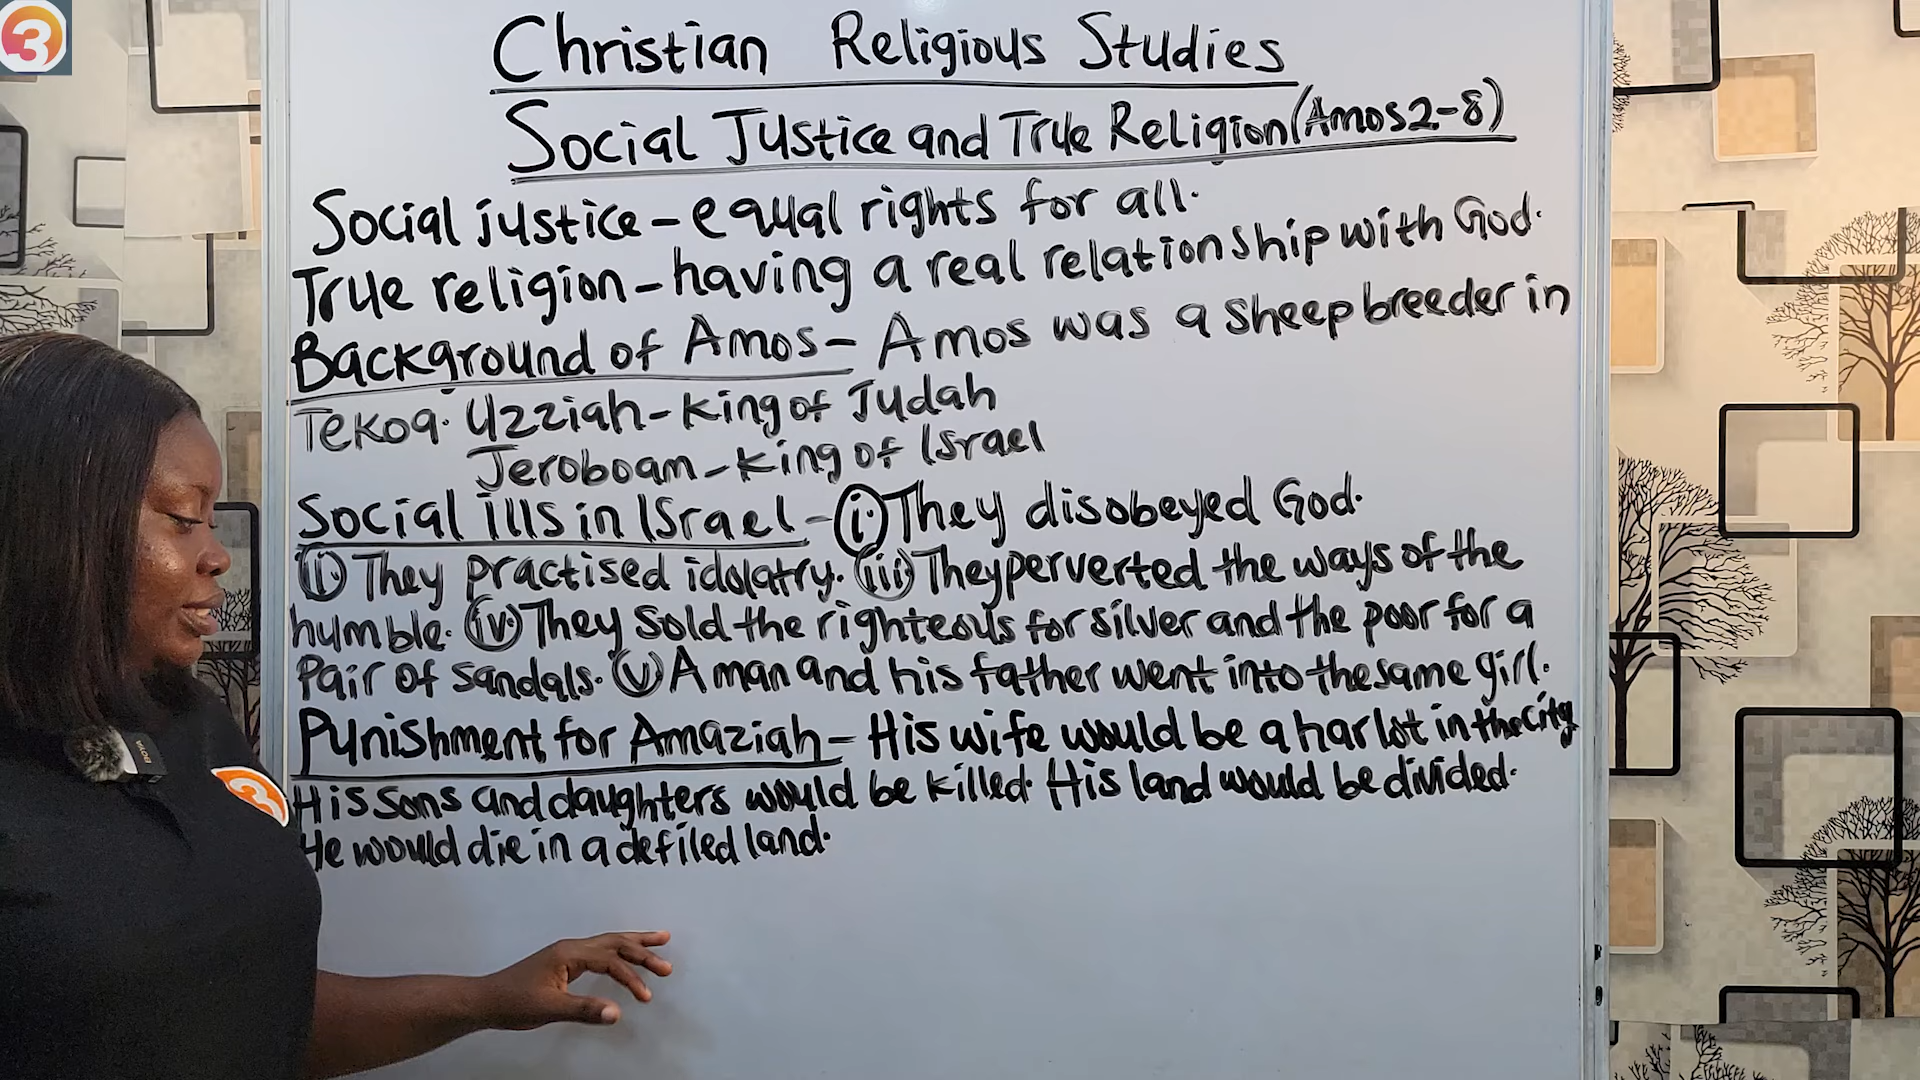 3
Christian Religious Studies
Social Justice and True Religion (Amos 2-8)
Social justice - equal rights for all.
True religion - having a real relationship with God.
Background of Amos - Amos was a sheep breeder in
Tekoa. Uzziah - King of Judah
Jeroboam - King of Israel
Social ills in Israel - (i) They disobeyed God.
(ii) They practised idolatry. (iii) They perverted the ways of the
humble. (iv) They sold the righteous for silver and the poor for a
Pair of sandals. (v) A man and his father went into the same girl.
Punishment for Amaziah - His wife would be a harlot in the city
His sons and daughters would be killed. His land would be divided.
He would die in a defiled land.
BOYA
3